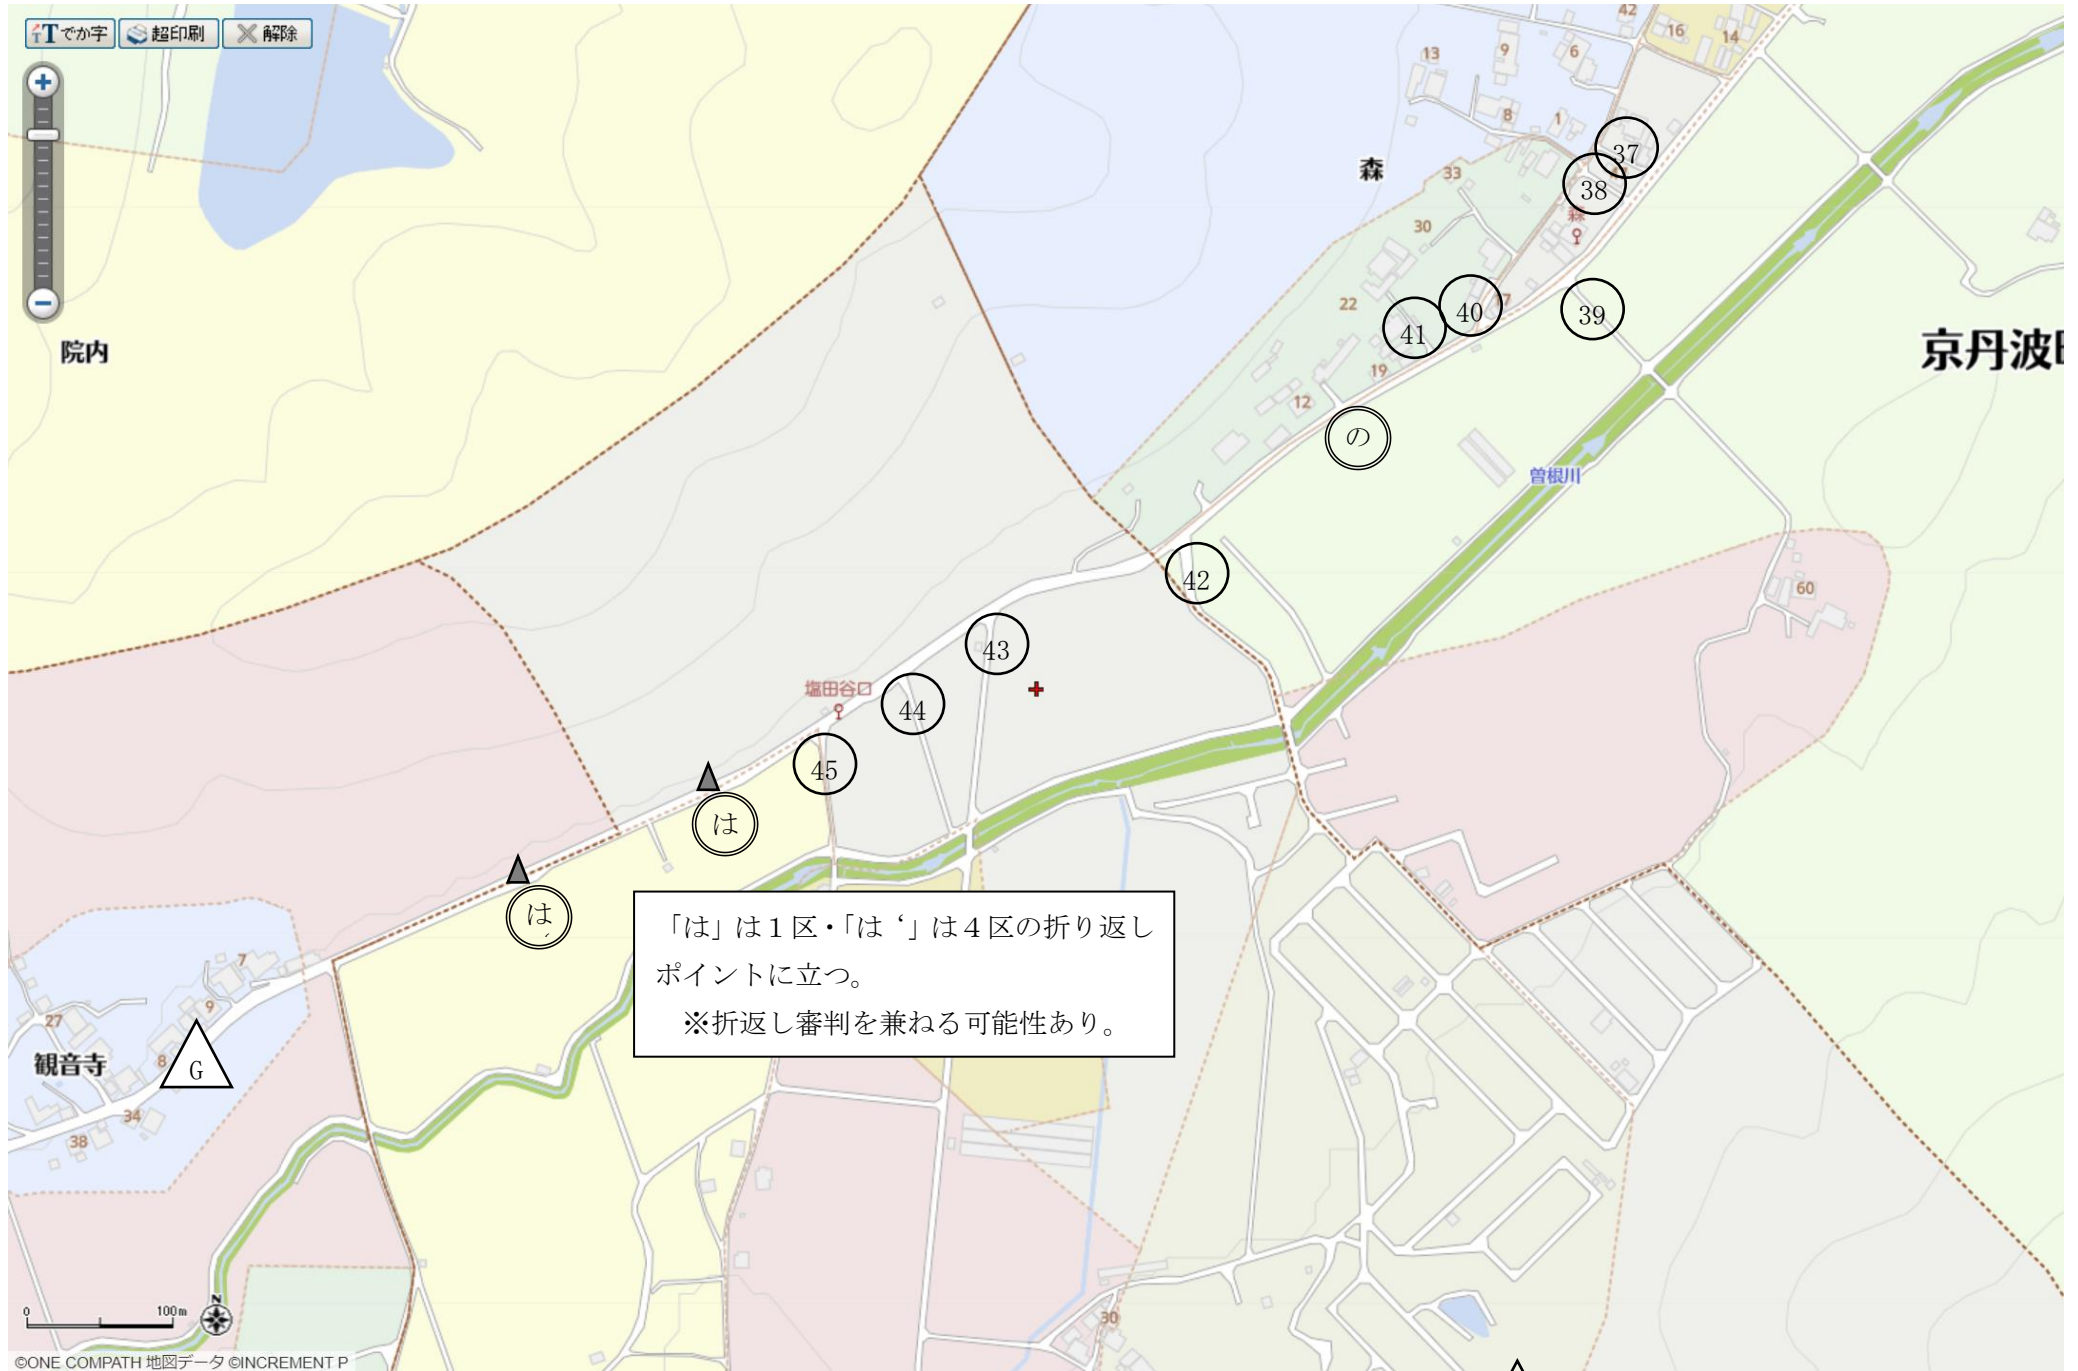 でか字 超印刷 解除
42
16
14
13
9
6
8
1
37
森
33
38
森
30
22
40
17
39
41
院内
19
京丹波町
12
の
曽根川
42
60
43
塩田谷口
44
45
は
は
「は」は１区・「は‘」は４区の折り返し
ポイントに立つ。
※折返し審判を兼ねる可能性あり。
7
9
27
観音寺
8
G
34
38
30
0 100m
N
©ONE COMPATH 地図データ ©INCREMENT P